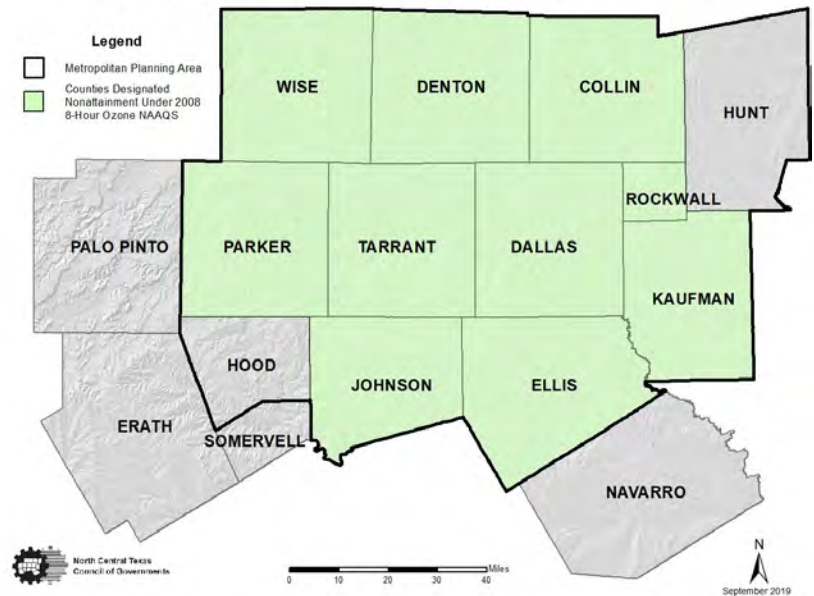 Legend
Metropolitan Planning Area
Counties Designated
Nonattainment Under 2008
8-Hour Ozone NAAQS
WISE
DENTON
COLLIN
HUNT
ROCKWALL
PALO PINTO
PARKER
TARRANT
DALLAS
KAUFMAN
HOOD
JOHNSON
ELLIS
ERATH
SOMERVELL
NAVARRO
North Central Texas
Council of Governments
Miles
0 10 20 30 40
N
September 2019